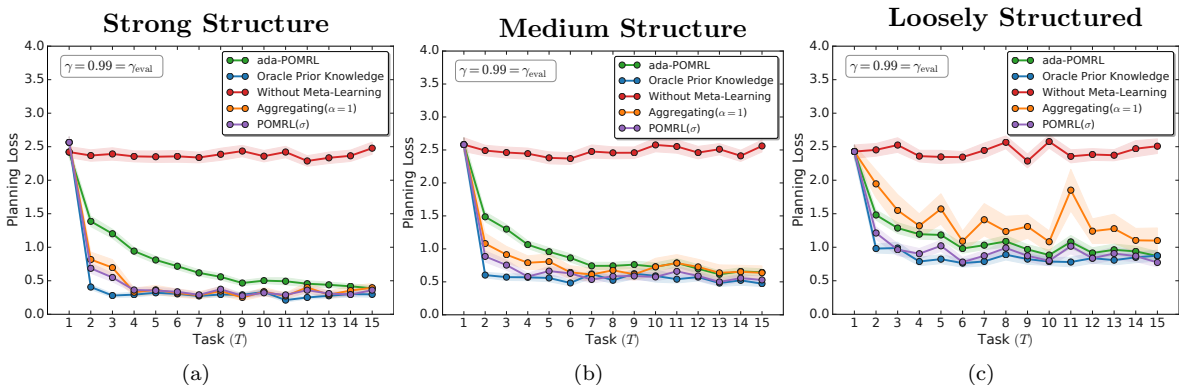 Strong Structure
Medium Structure
Loosely Structured
4.0
3.5
3.0
2.5
2.0
1.5
1.0
0.5
0.0
Planning Loss
γ = 0.99 = γeval
ada-POMRL
Oracle Prior Knowledge
Without Meta-Learning
Aggregating(α = 1)
POMRL(σ)
1 2 3 4 5 6 7 8 9 10 11 12 13 14 15
Task (T)
4.0
3.5
3.0
2.5
2.0
1.5
1.0
0.5
0.0
Planning Loss
γ = 0.99 = γeval
ada-POMRL
Oracle Prior Knowledge
Without Meta-Learning
Aggregating(α = 1)
POMRL(σ)
1 2 3 4 5 6 7 8 9 10 11 12 13 14 15
Task (T)
4.0
3.5
3.0
2.5
2.0
1.5
1.0
0.5
0.0
Planning Loss
γ = 0.99 = γeval
ada-POMRL
Oracle Prior Knowledge
Without Meta-Learning
Aggregating(α = 1)
POMRL(σ)
1 2 3 4 5 6 7 8 9 10 11 12 13 14 15
Task (T)
(a)
(b)
(c)